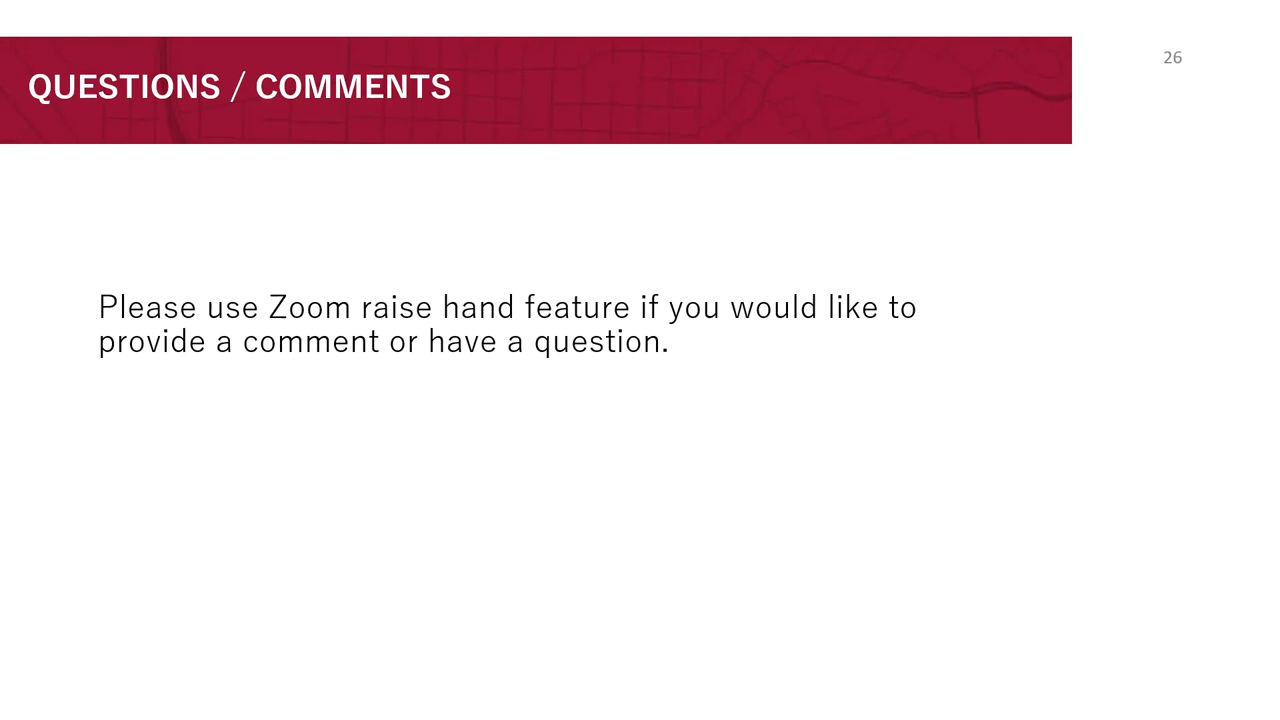 QUESTIONS / COMMENTS
26
Please use Zoom raise hand feature if you would like to
provide a comment or have a question.